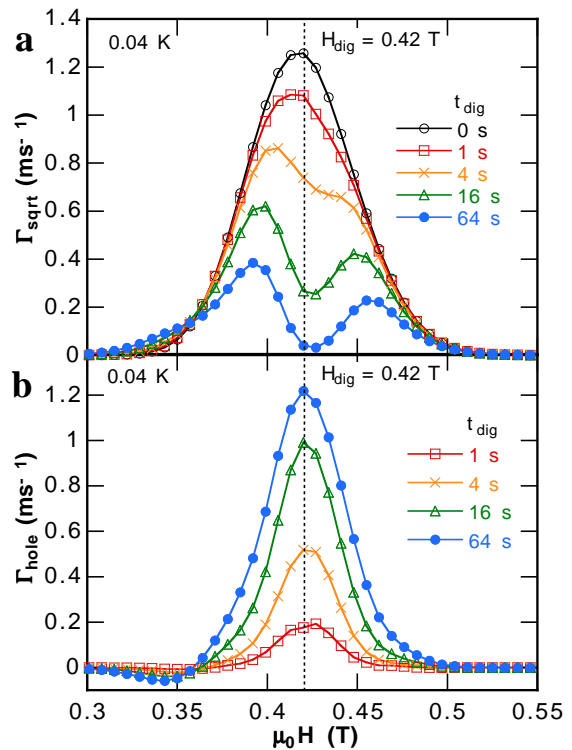 a
0.04 K
H_dig = 0.42 T
1.4
1.2
1
0.8
0.6
0.4
0.2
0
Γ_sqrt (ms⁻¹)
t_dig
0 s
1 s
4 s
16 s
64 s
b
0.04 K
H_dig = 0.42 T
1.2
1
0.8
0.6
0.4
0.2
0
Γ_hole (ms⁻¹)
t_dig
1 s
4 s
16 s
64 s
0.3 0.35 0.4 0.45 0.5 0.55
μ₀H (T)